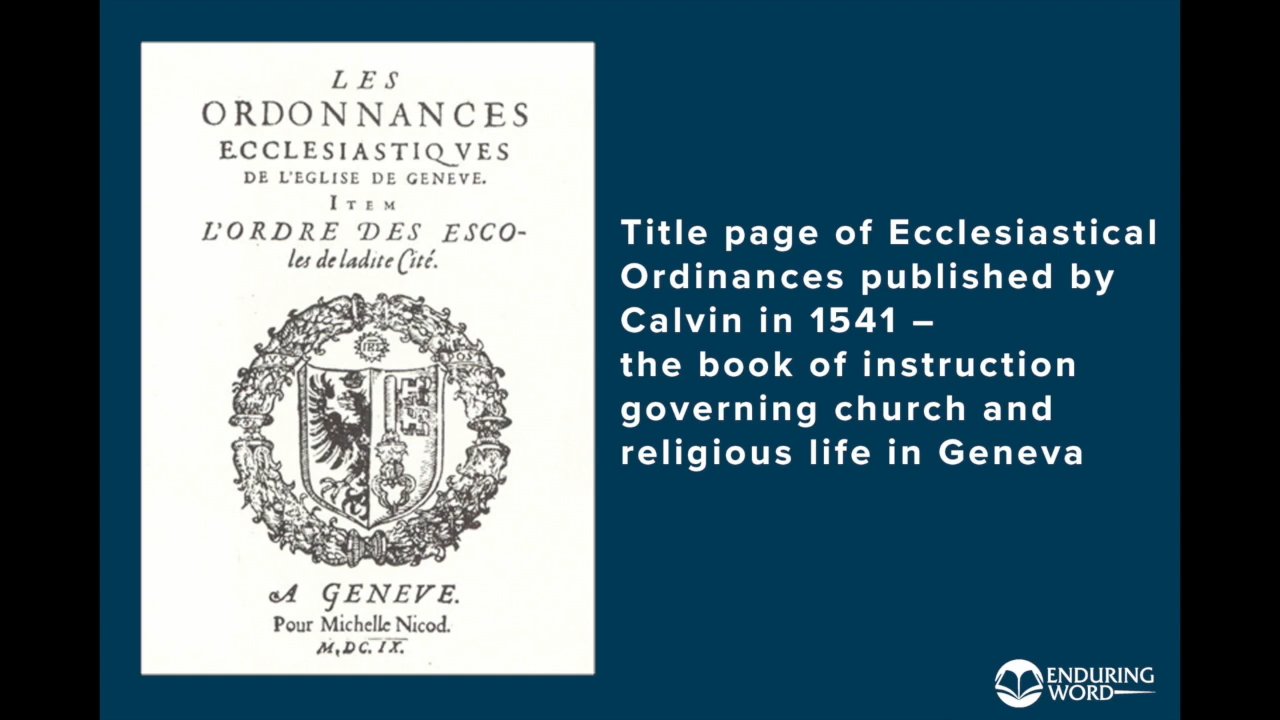 LES
ORDONNANCES
ECCLESIASTIQVES
DE L'EGLISE DE GENEVE.
ITEM
L'ORDRE DES ESCO-
les de ladite Cité.
A GENEVE.
Pour Michelle Nicod.
M.DC.IX.
Title page of Ecclesiastical
Ordinances published by
Calvin in 1541 –
the book of instruction
governing church and
religious life in Geneva
ENDURING
WORD